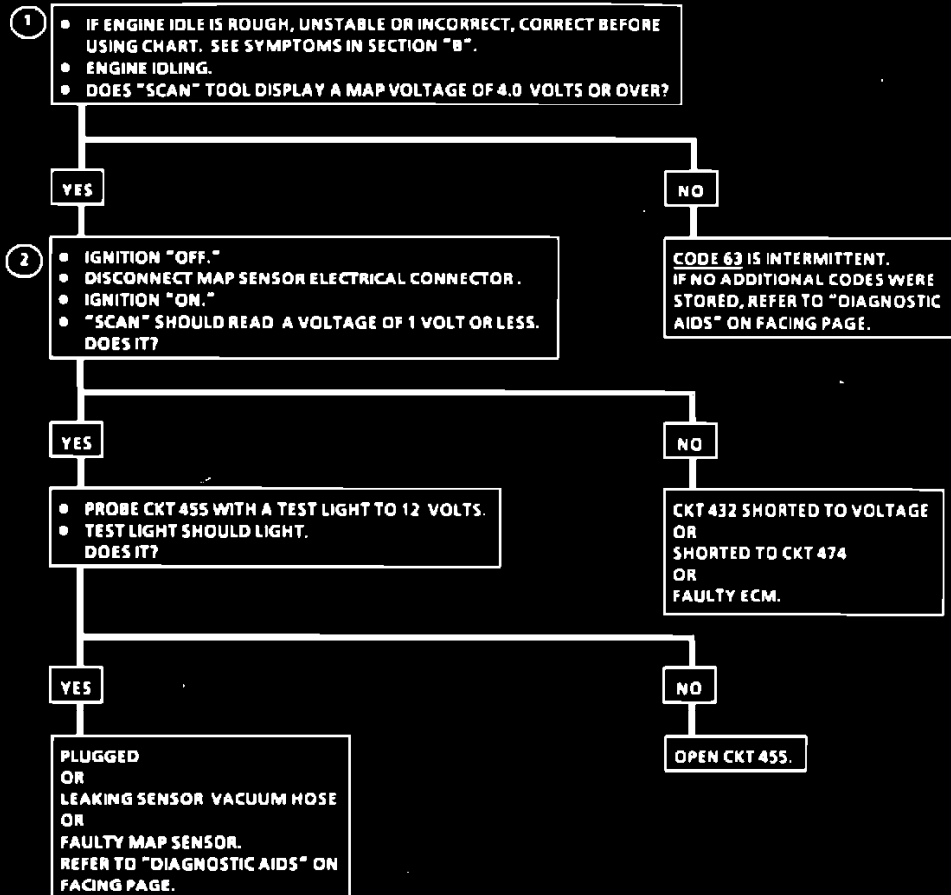 1
• IF ENGINE IDLE IS ROUGH, UNSTABLE OR INCORRECT, CORRECT BEFORE
USING CHART. SEE SYMPTOMS IN SECTION "B".
• ENGINE IDLING.
• DOES "SCAN" TOOL DISPLAY A MAP VOLTAGE OF 4.0 VOLTS OR OVER?
YES
NO
2
• IGNITION "OFF."
• DISCONNECT MAP SENSOR ELECTRICAL CONNECTOR.
• IGNITION "ON."
• "SCAN" SHOULD READ A VOLTAGE OF 1 VOLT OR LESS.
DOES IT?
CODE 63 IS INTERMITTENT.
IF NO ADDITIONAL CODES WERE
STORED, REFER TO "DIAGNOSTIC
AIDS" ON FACING PAGE.
YES
NO
• PROBE CKT 455 WITH A TEST LIGHT TO 12 VOLTS.
• TEST LIGHT SHOULD LIGHT.
DOES IT?
CKT 432 SHORTED TO VOLTAGE
OR
SHORTED TO CKT 474
OR
FAULTY ECM.
YES
NO
PLUGGED
OR
LEAKING SENSOR VACUUM HOSE
OR
FAULTY MAP SENSOR.
REFER TO "DIAGNOSTIC AIDS" ON
FACING PAGE.
OPEN CKT 455.